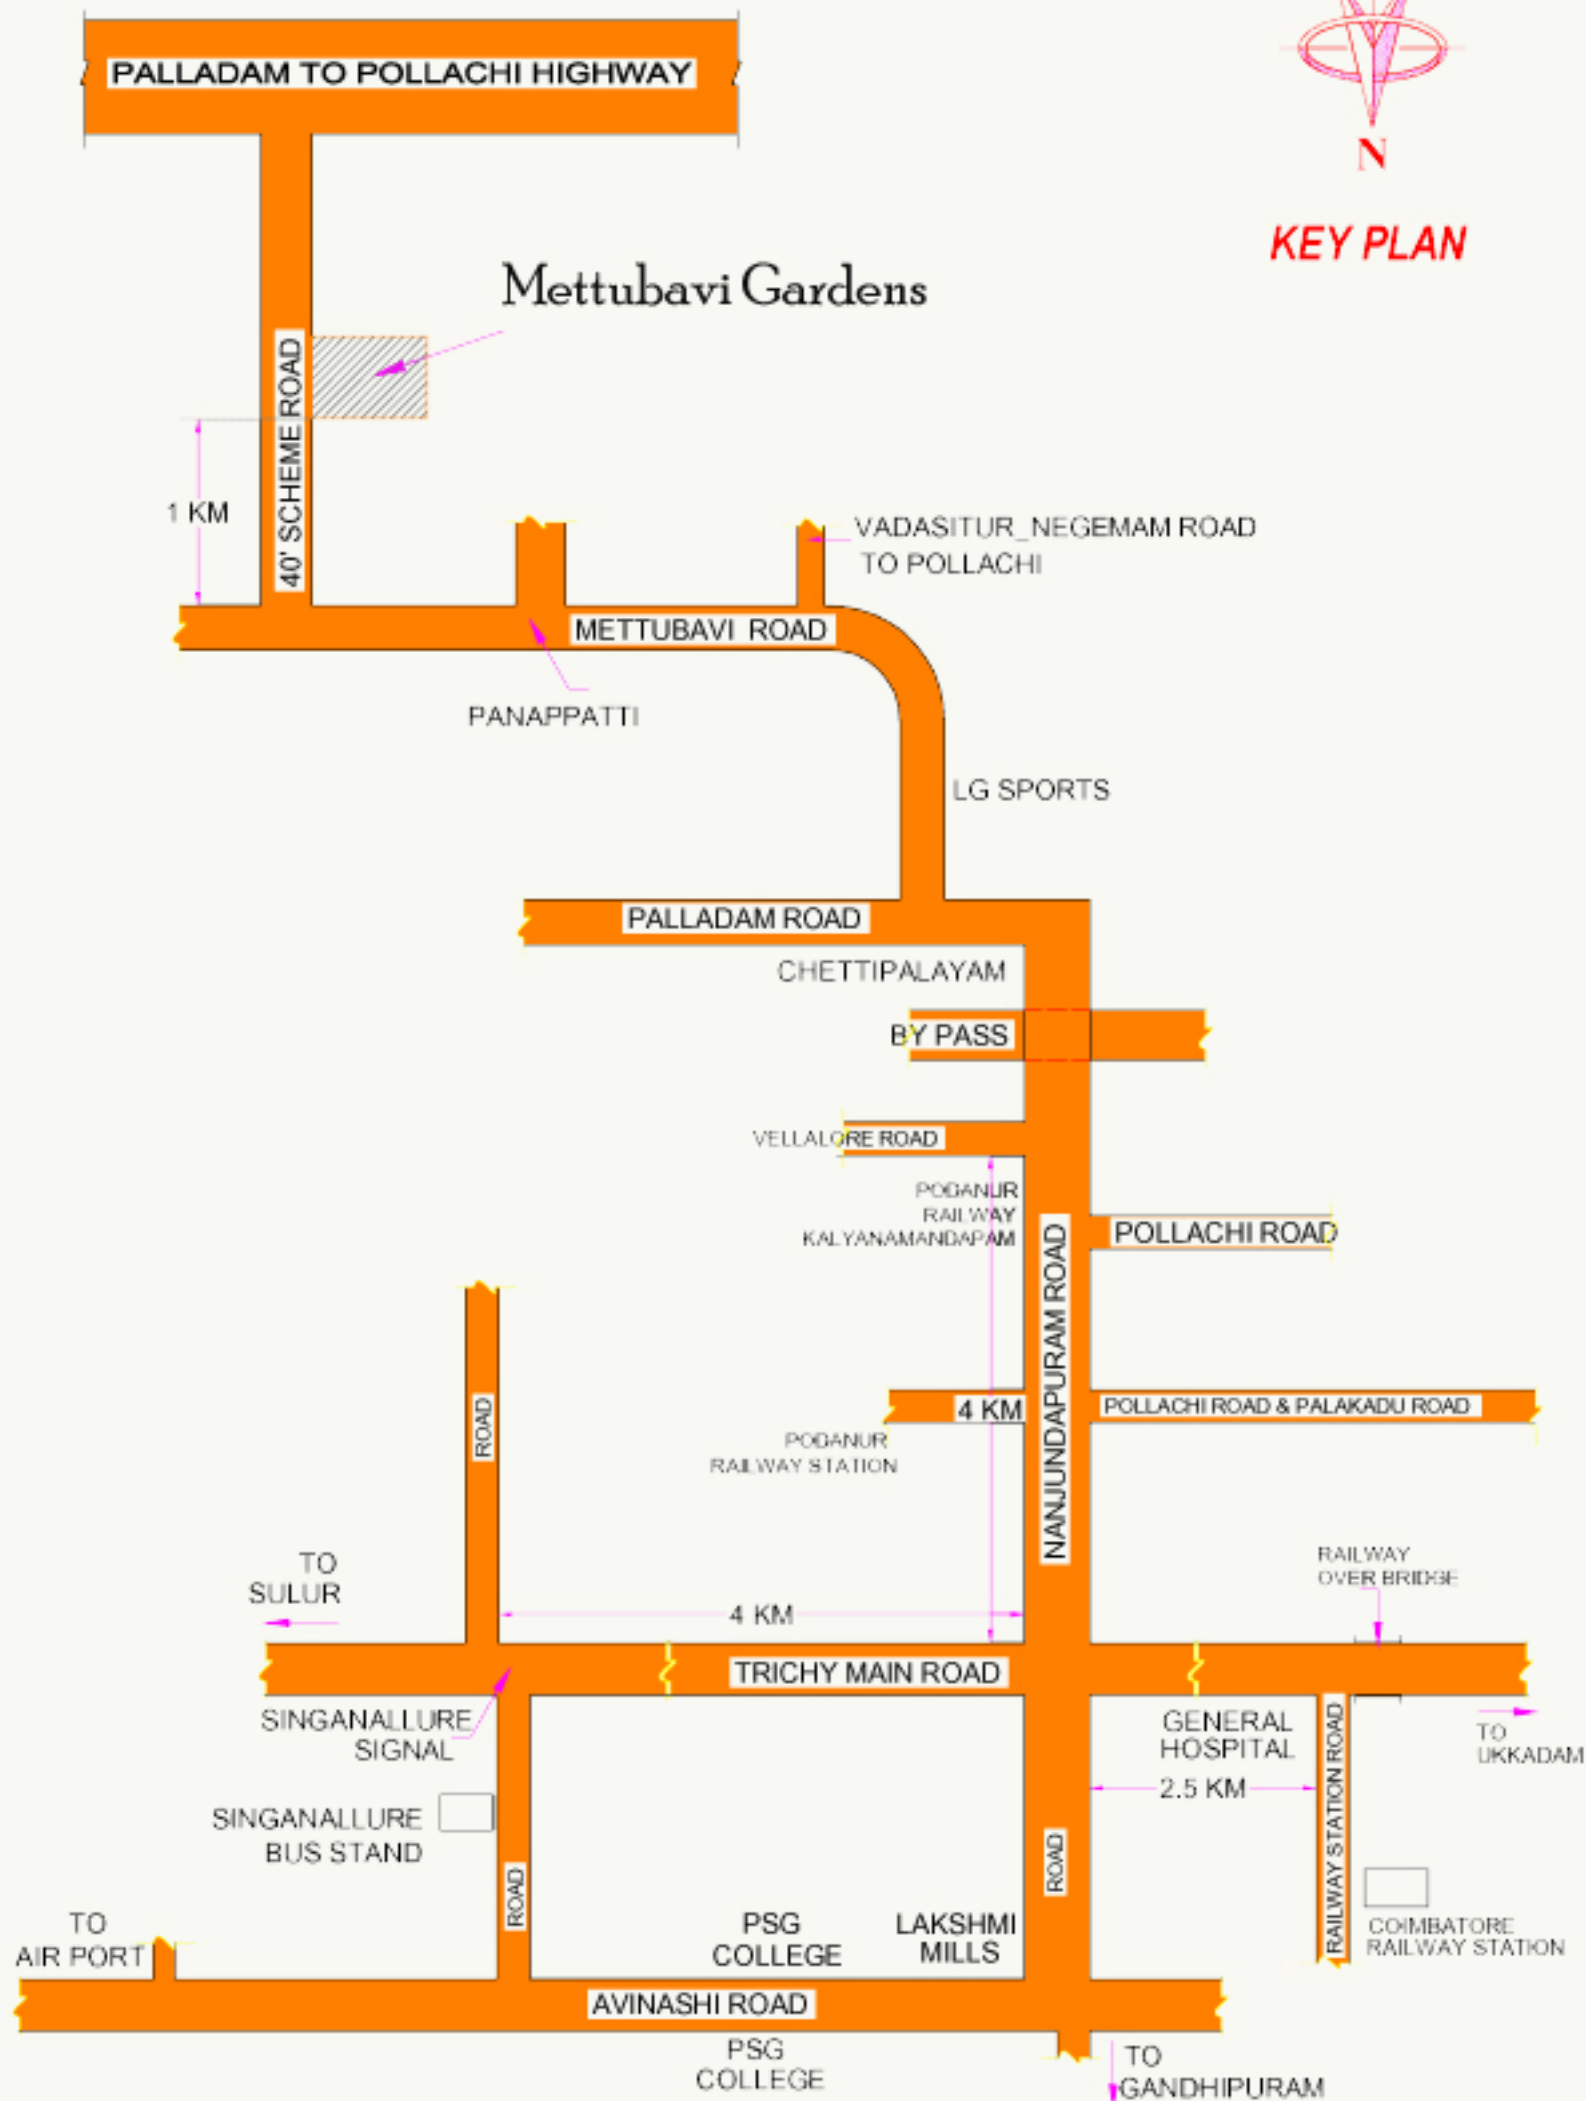 PALLADAM TO POLLACHI HIGHWAY
N
KEY PLAN
Mettubavi Gardens
40' SCHEME ROAD
1 KM
VADASITUR_NEGEMAM ROAD
TO POLLACHI
METTUBAVI ROAD
PANAPPATTI
LG SPORTS
PALLADAM ROAD
CHETTIPALAYAM
BY PASS
VELLALORE ROAD
PODANUR
RAILWAY
KALYANAMANDAPAM
POLLACHI ROAD
NANJUNDAPURAM ROAD
4 KM
POLLACHI ROAD & PALAKADU ROAD
ROAD
PODANUR
RAILWAY STATION
TO
SULUR
RAILWAY
OVER BRIDGE
4 KM
TRICHY MAIN ROAD
SINGANALLURE
SIGNAL
GENERAL
HOSPITAL
TO
UKKADAM
2.5 KM
RAILWAY STATION ROAD
SINGANALLURE
BUS STAND
ROAD
ROAD
TO
AIR PORT
PSG
COLLEGE
LAKSHMI
MILLS
COIMBATORE
RAILWAY STATION
AVINASHI ROAD
PSG
COLLEGE
TO
GANDHIPURAM